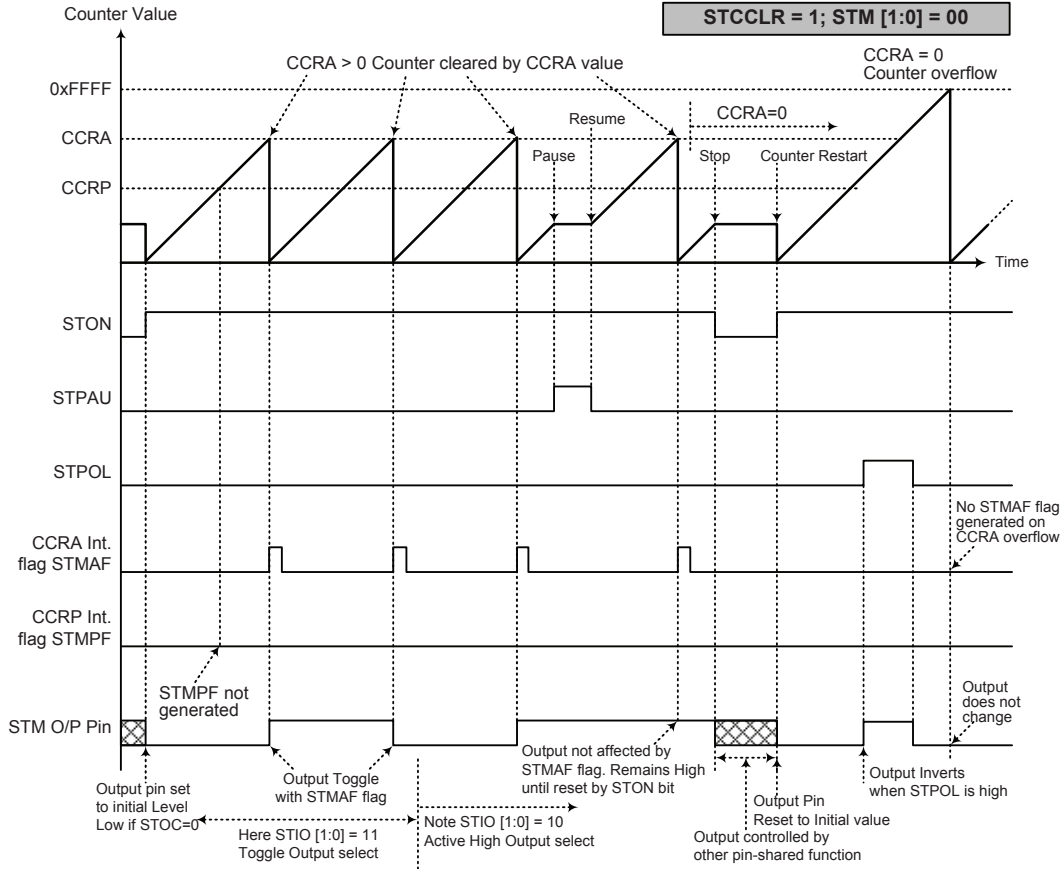 Counter Value
STCCLR = 1; STM [1:0] = 00
CCRA > 0 Counter cleared by CCRA value
CCRA = 0
Counter overflow
0xFFFF
CCRA=0
Resume
CCRA
Pause
Stop
Counter Restart
CCRP
Time
STON
STPAU
STPOL
No STMAF flag
generated on
CCRA overflow
CCRA Int.
flag STMAF
CCRP Int.
flag STMPF
STMPF not
generated
Output
does not
change
STM O/P Pin
Output pin set
to initial Level
Low if STOC=0
Output Toggle
with STMAF flag
Output not affected by
STMAF flag. Remains High
until reset by STON bit
Output Inverts
when STPOL is high
Output Pin
Reset to Initial value
Here STIO [1:0] = 11
Toggle Output select
Note STIO [1:0] = 10
Active High Output select
Output controlled by
other pin-shared function